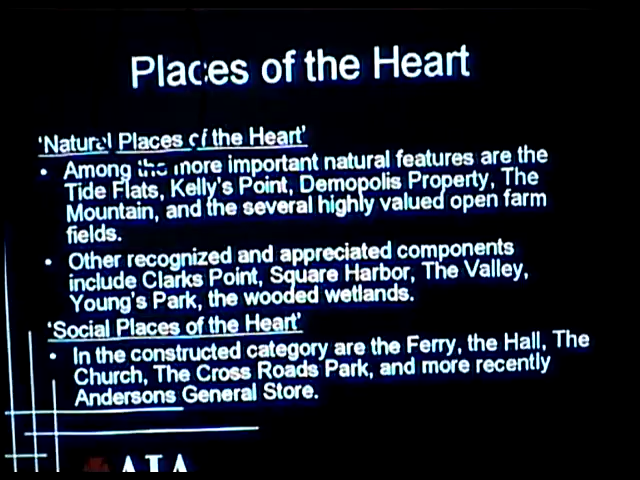 Places of the Heart
'Natural Places of the Heart'
• Among the more important natural features are the
Tide Flats, Kelly's Point, Demopolis Property, The
Mountain, and the several highly valued open farm
fields.
• Other recognized and appreciated components
include Clarks Point, Square Harbor, The Valley,
Young's Park, the wooded wetlands.
'Social Places of the Heart'
• In the constructed category are the Ferry, the Hall, The
Church, The Cross Roads Park, and more recently
Andersons General Store.
AIA